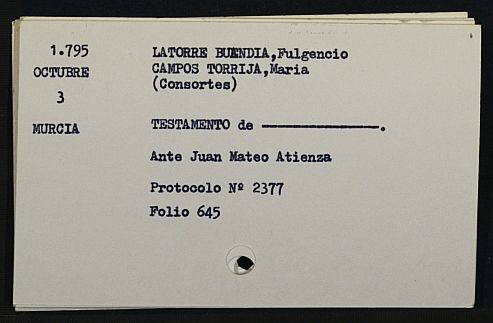 1.795
OCTUBRE
3
MURCIA
LATORRE BUENDIA,Fulgencio
CAMPOS TORRIJA,Maria
(Consortes)
TESTAMENTO de ——————————.
Ante Juan Mateo Atienza
Protocolo Nº 2377
Folio 645